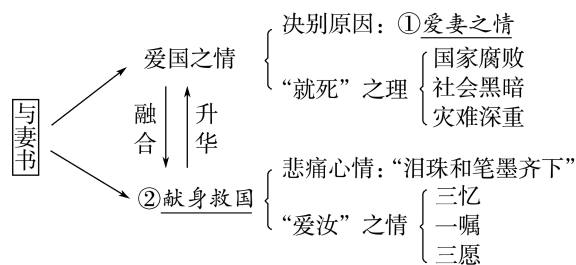 与妻书
爱国之情
决别原因：①爱妻之情
“就死”之理
国家腐败
社会黑暗
灾难深重
融合
升华
②献身救国
悲痛心情：“泪珠和笔墨齐下”
“爱汝”之情
三忆
一嘱
三愿